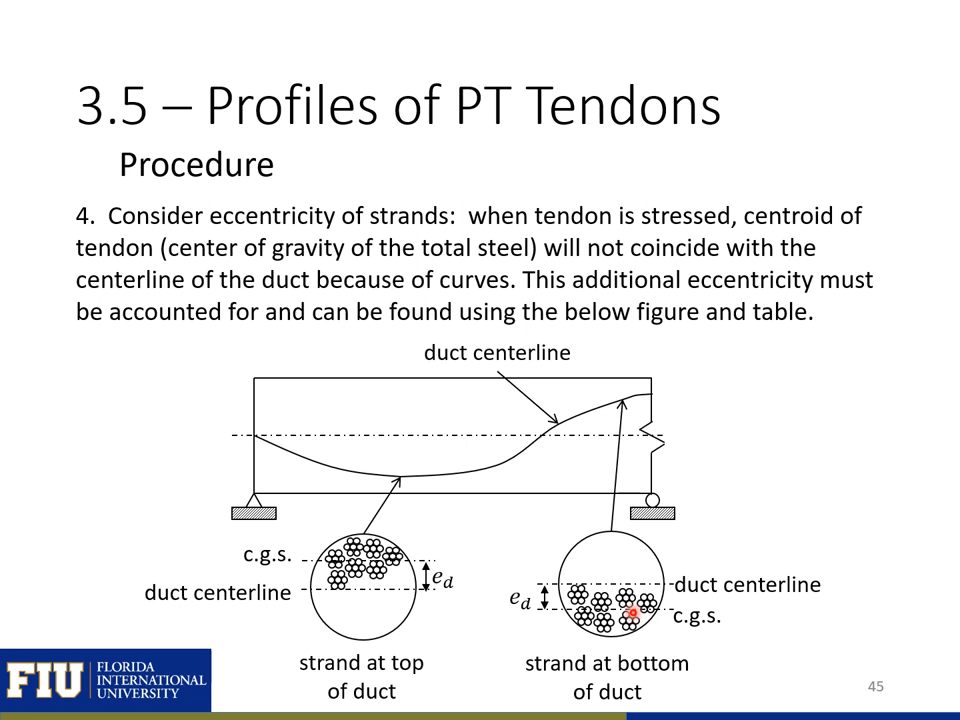 3.5 – Profiles of PT Tendons
Procedure
4.  Consider eccentricity of strands:  when tendon is stressed, centroid of
tendon (center of gravity of the total steel) will not coincide with the
centerline of the duct because of curves. This additional eccentricity must
be accounted for and can be found using the below figure and table.
duct centerline
c.g.s.
e_d
duct centerline
duct centerline
e_d
c.g.s.
strand at top
of duct
strand at bottom
of duct
FIU
FLORIDA
INTERNATIONAL
UNIVERSITY
45